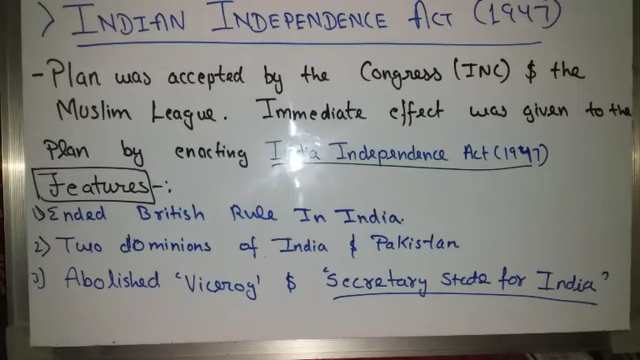 > INDIAN INDEPENDENCE ACT (1947)
- Plan was accepted by the Congress (INC) & the
Muslim League. Immediate effect was given to the
Plan by enacting India Independence Act (1947)
Features -:
1) Ended British Rule In India.
2) Two dominions of India & Pakistan
3) Abolished 'Viceroy' & 'Secretary State for India'